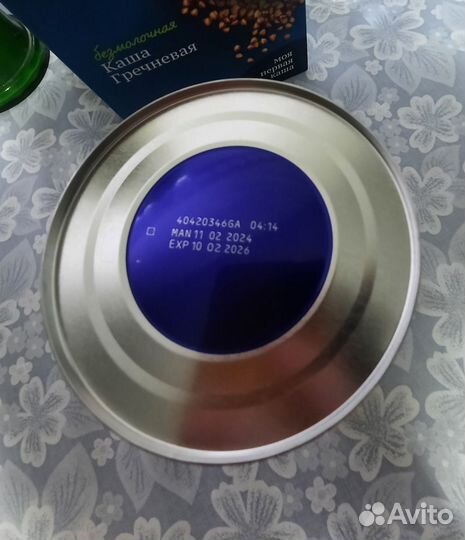 безмолочная
Каша
Гречневая
моя
первая
каша
40420346GA 04:14
MAN 11 02 2024
EXP 10 02 2026
Avito